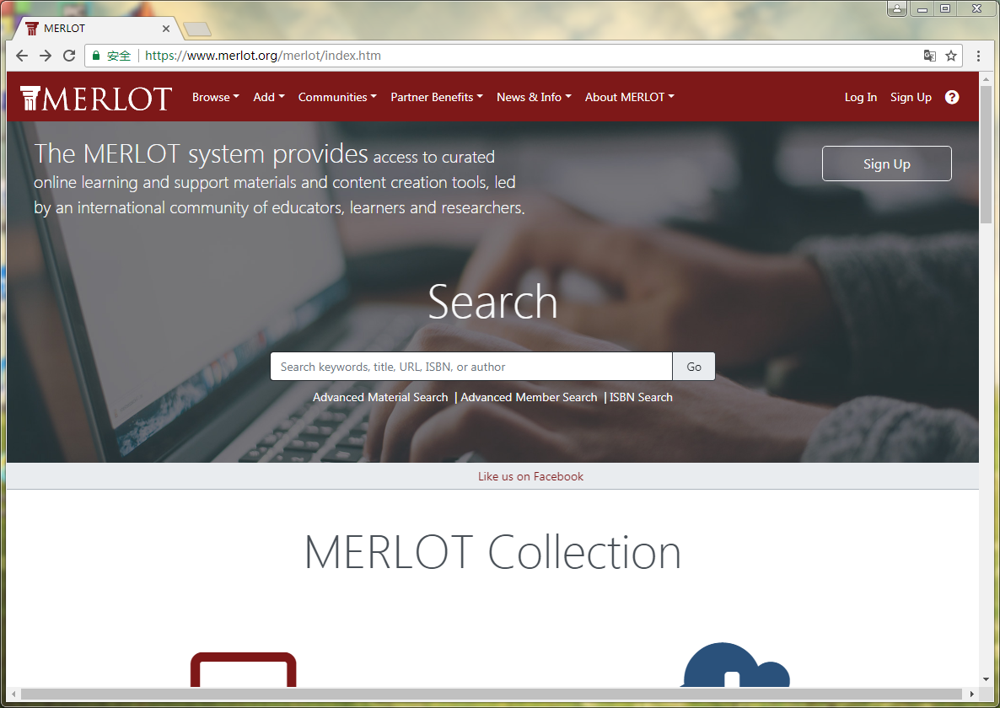 MERLOT
安全 https://www.merlot.org/merlot/index.htm
MERLOT Browse Add Communities Partner Benefits News & Info About MERLOT Log In Sign Up ?
The MERLOT system provides access to curated
online learning and support materials and content creation tools, led
by an international community of educators, learners and researchers.
Sign Up
Search
Search keywords, title, URL, ISBN, or author Go
Advanced Material Search | Advanced Member Search | ISBN Search
Like us on Facebook
MERLOT Collection